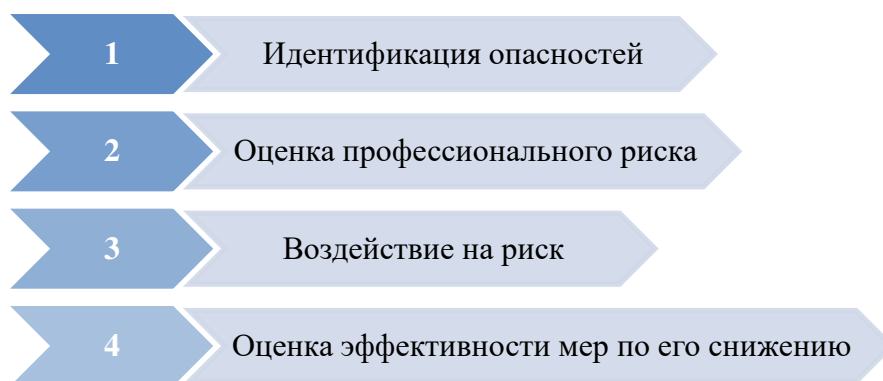 1 Идентификация опасностей
2 Оценка профессионального риска
3 Воздействие на риск
4 Оценка эффективности мер по его снижению